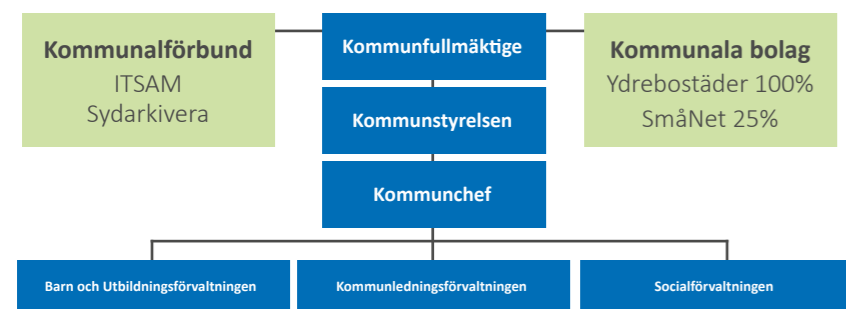 Kommunalförbund
ITSAM
Sydarkivera
Kommunfullmäktige
Kommunala bolag
Ydrebostäder 100%
SmåNet 25%
Kommunstyrelsen
Kommunchef
Barn och Utbildningsförvaltningen
Kommunledningsförvaltningen
Socialförvaltningen